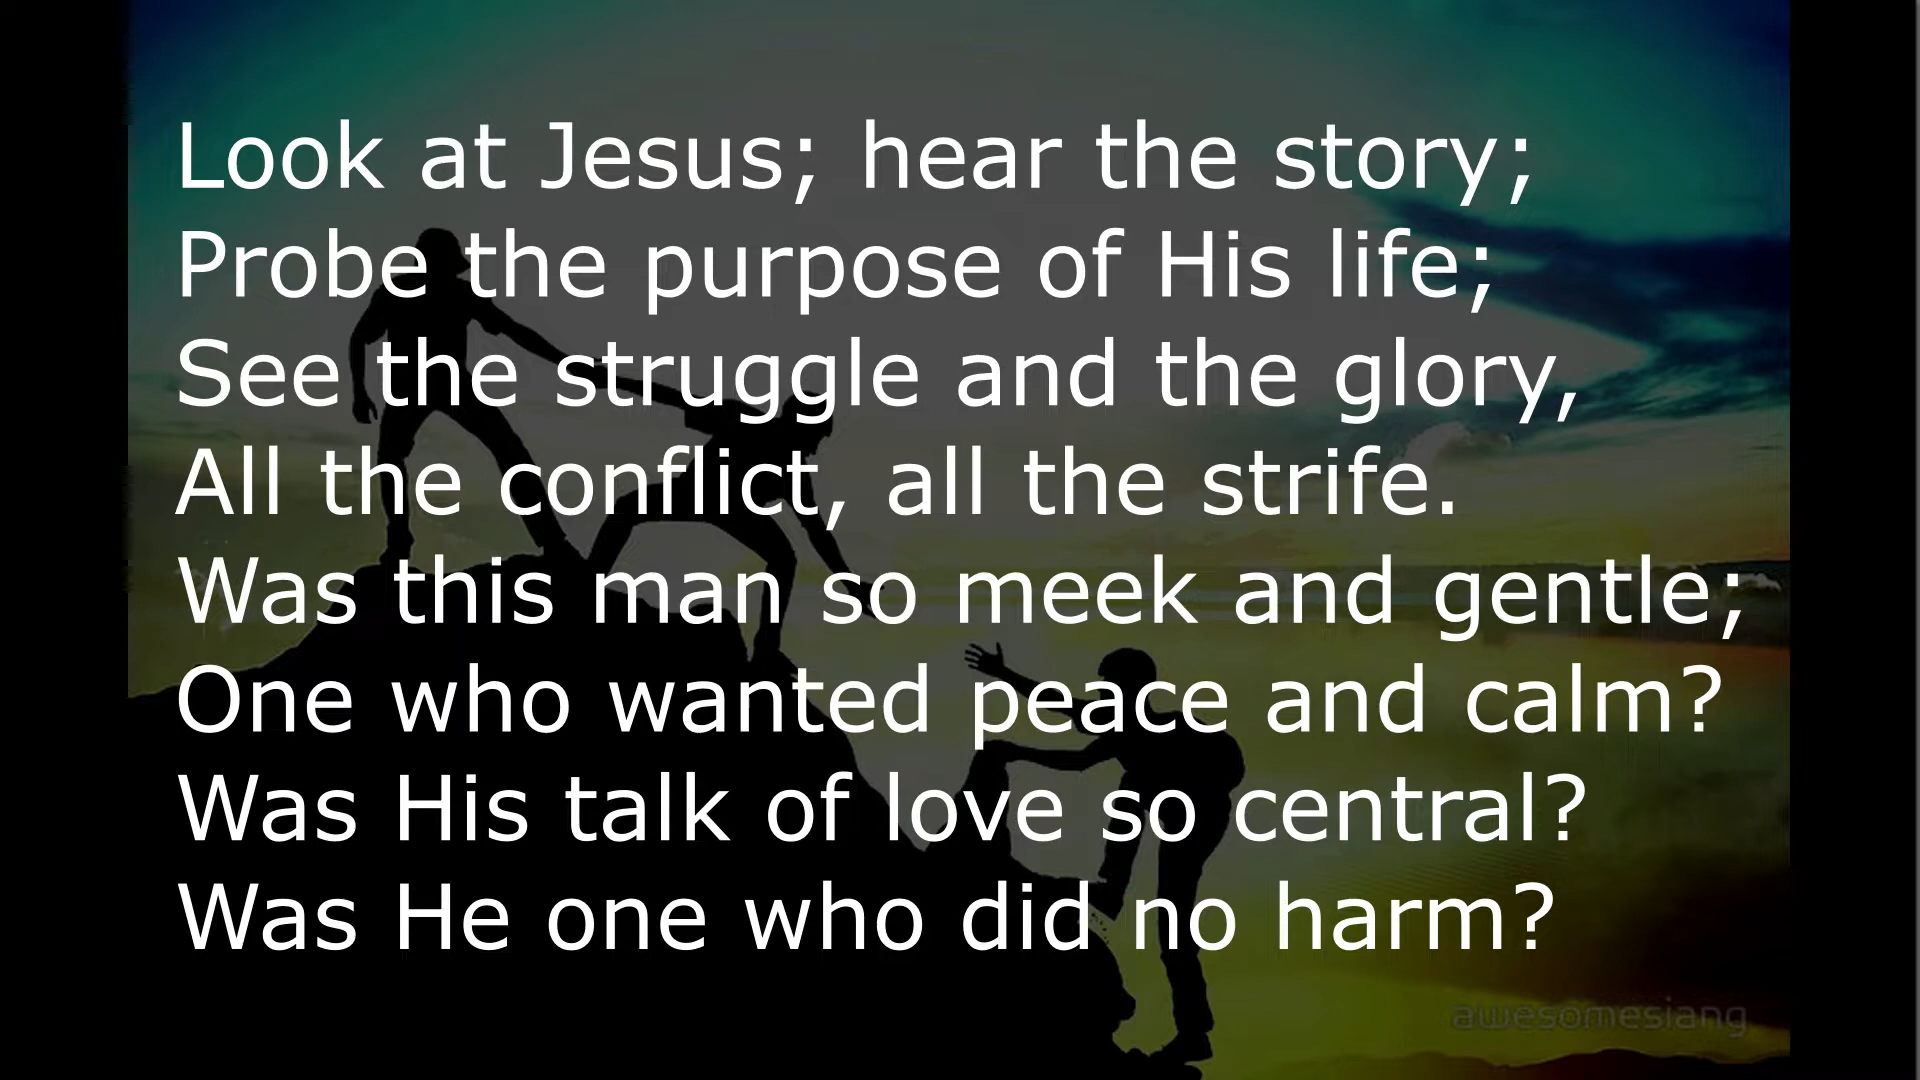 Look at Jesus; hear the story;
Probe the purpose of His life;
See the struggle and the glory,
All the conflict, all the strife.
Was this man so meek and gentle;
One who wanted peace and calm?
Was His talk of love so central?
Was He one who did no harm?
awesomesiang